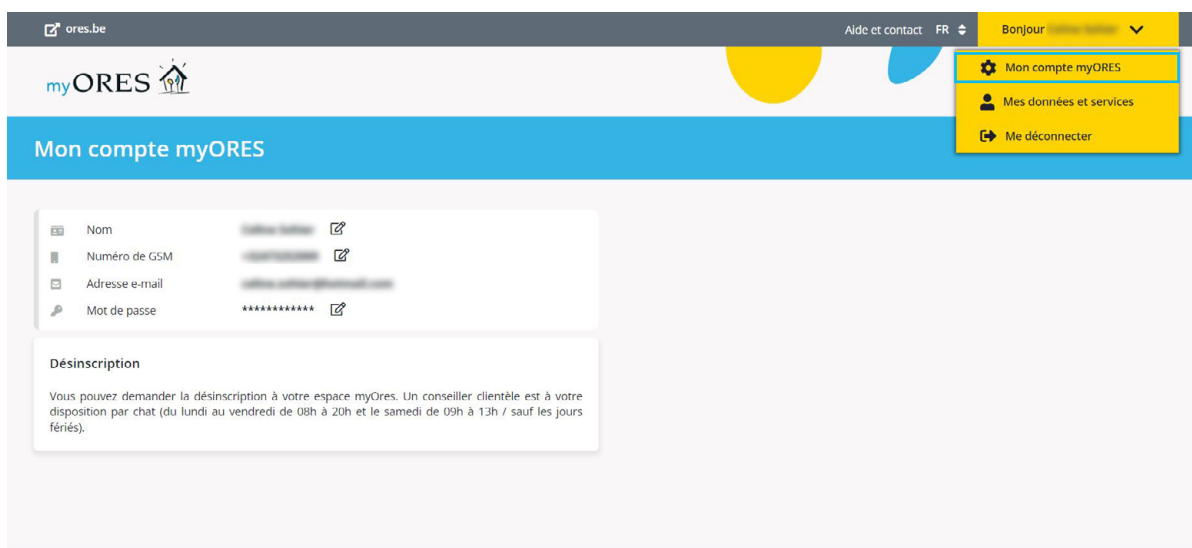 ores.be
Aide et contact FR Bonjour
myORES
Mon compte myORES
Mes données et services
Me déconnecter
Mon compte myORES
Nom
Numéro de GSM
Adresse e-mail
Mot de passe ************
Désinscription
Vous pouvez demander la désinscription à votre espace myOres. Un conseiller clientèle est à votre
disposition par chat (du lundi au vendredi de 08h à 20h et le samedi de 09h à 13h / sauf les jours
fériés).